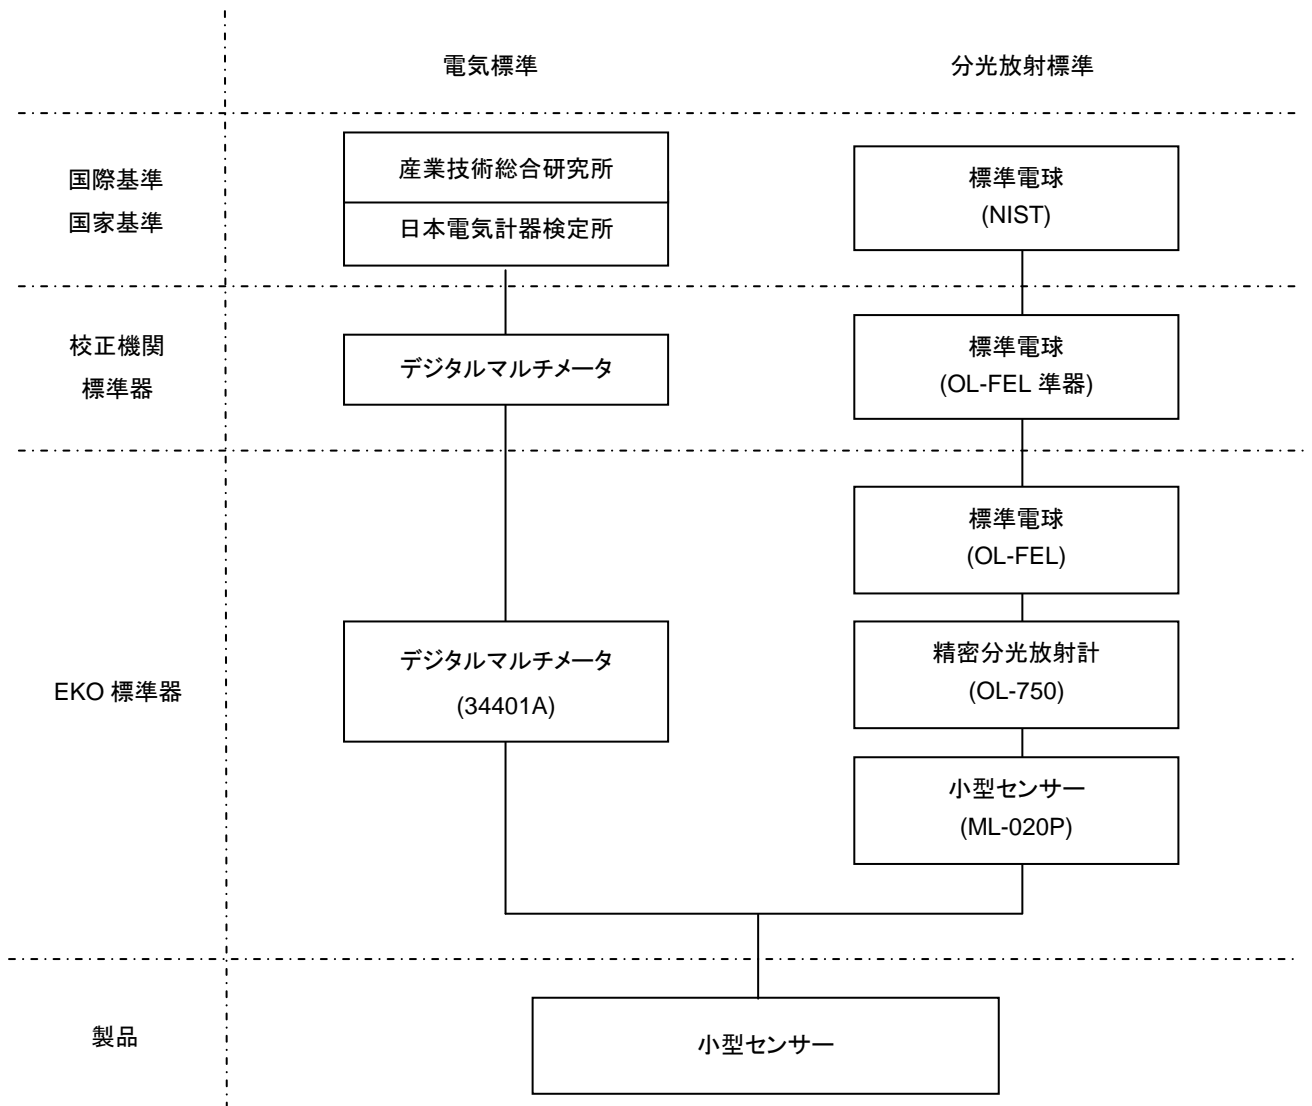 電気標準
分光放射標準
国際基準
国家基準
産業技術総合研究所
日本電気計器検定所
標準電球
(NIST)
校正機関
標準器
デジタルマルチメータ
標準電球
(OL-FEL 準器)
EKO 標準器
デジタルマルチメータ
(34401A)
標準電球
(OL-FEL)
精密分光放射計
(OL-750)
小型センサー
(ML-020P)
製品
小型センサー